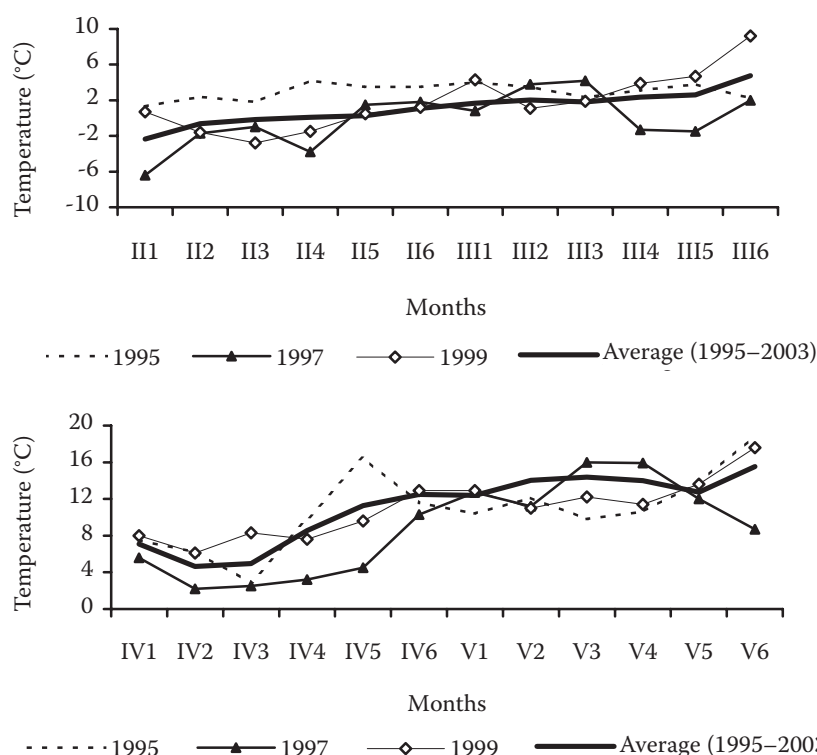 10
6
2
-2
-6
-10
Temperature (°C)
II1 II2 II3 II4 II5 II6 III1 III2 III3 III4 III5 III6
Months
1995 1997 1999 Average (1995–2003)
20
16
12
8
4
0
Temperature (°C)
IV1 IV2 IV3 IV4 IV5 IV6 V1 V2 V3 V4 V5 V6
Months
1995 1997 1999 Average (1995–200